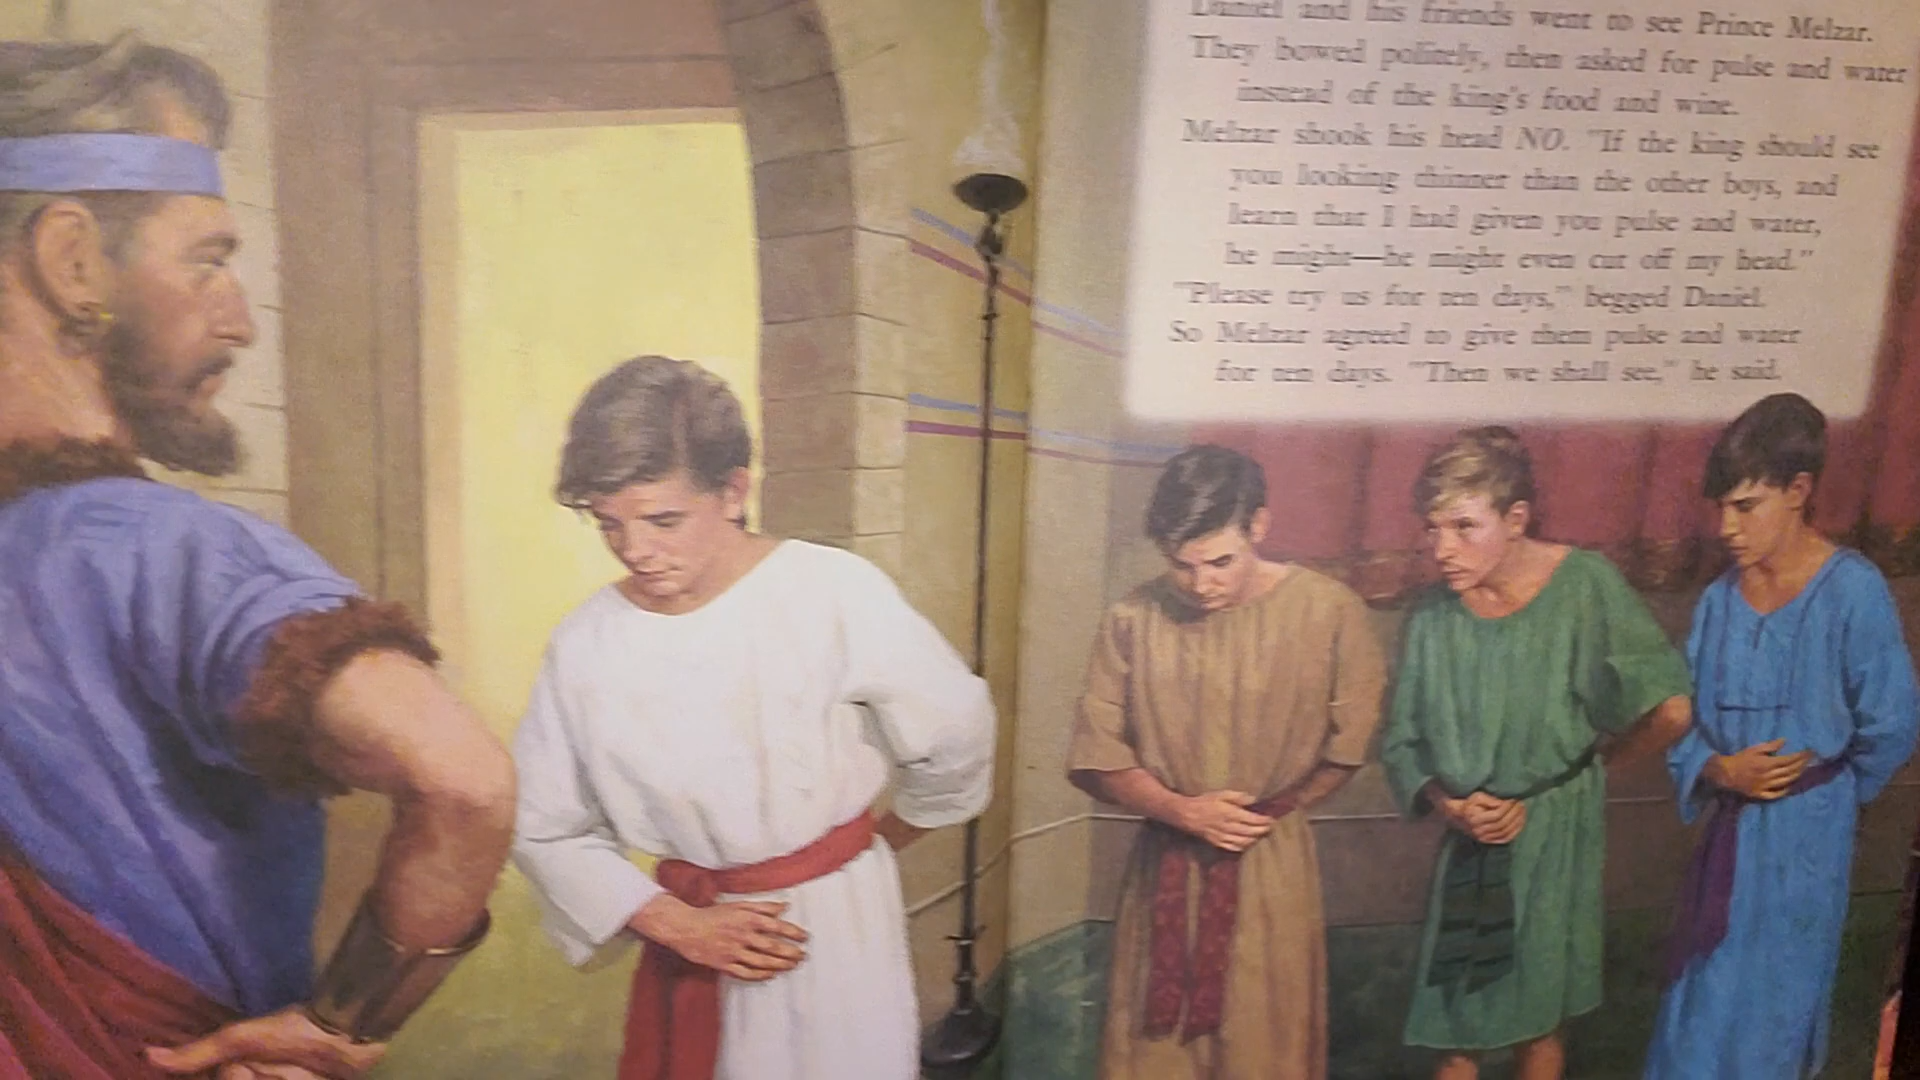 Daniel and his friends went to see Prince Melzar.
They bowed politely, then asked for pulse and water
instead of the king's food and wine.
Melzar shook his head NO. "If the king should see
you looking thinner than the other boys, and
learn that I had given you pulse and water,
he might—he might even cut off my head."
"Please try us for ten days," begged Daniel.
So Melzar agreed to give them pulse and water
for ten days. "Then we shall see," he said.